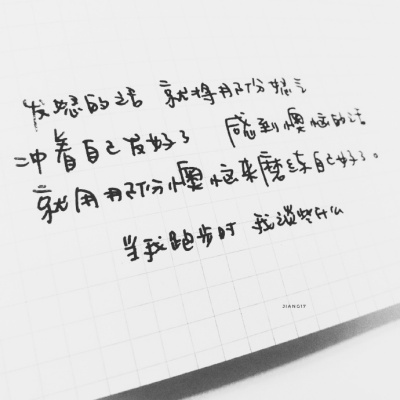 发怒的话 就将那份怒气
冲着自己发好了 感到懊恼的话
就用那份懊恼来磨练自己好了。
当我跑步时 我谈些什么
JIANGYF